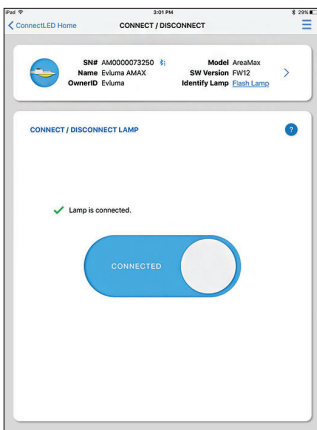 iPad 3:01 PM 29%
ConnectLED Home CONNECT / DISCONNECT
SN# AM0000073250 Model AreaMax
Name Evluma AMAX SW Version FW12
OwnerID Evluma Identify Lamp Flash Lamp
CONNECT / DISCONNECT LAMP ?
Lamp is connected.
CONNECTED